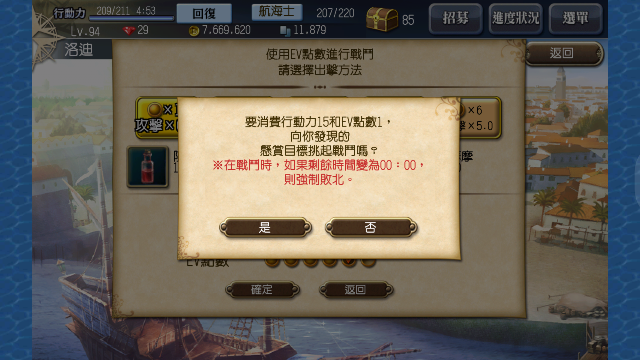 行動力 209/211 4:53
回復
航海士
207/220
85
招募
進度狀況
選單
Lv.94
29
7.669.620
11.879
洛迪
返回
使用EV點數進行戰鬥
請選擇出擊方法
×6
攻擊×
×5.0
要消費行動力15和EV點數1，
向你發現的
懸賞目標挑起戰鬥嗎？
※在戰鬥時，如果剩餘時間變為00：00，
則強制敗北。
是
否
EV點數
確定
返回